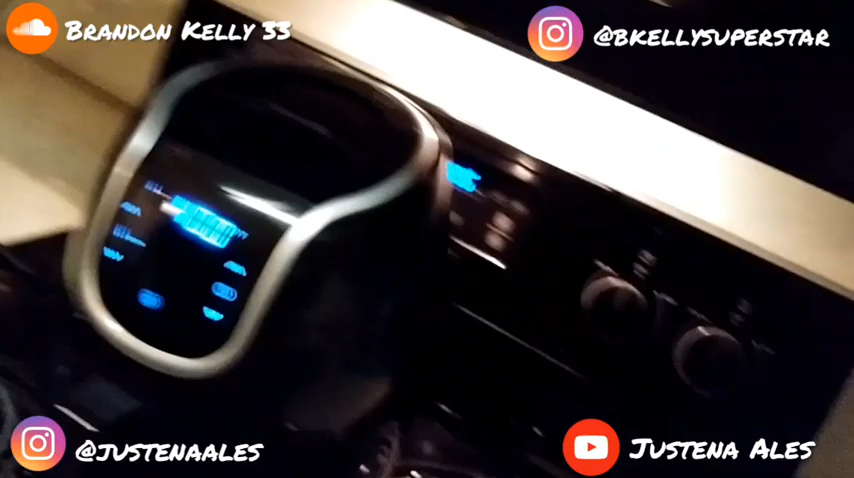 Brandon Kelly 33
@bkellysuperstar
@justenaales
Justena Ales